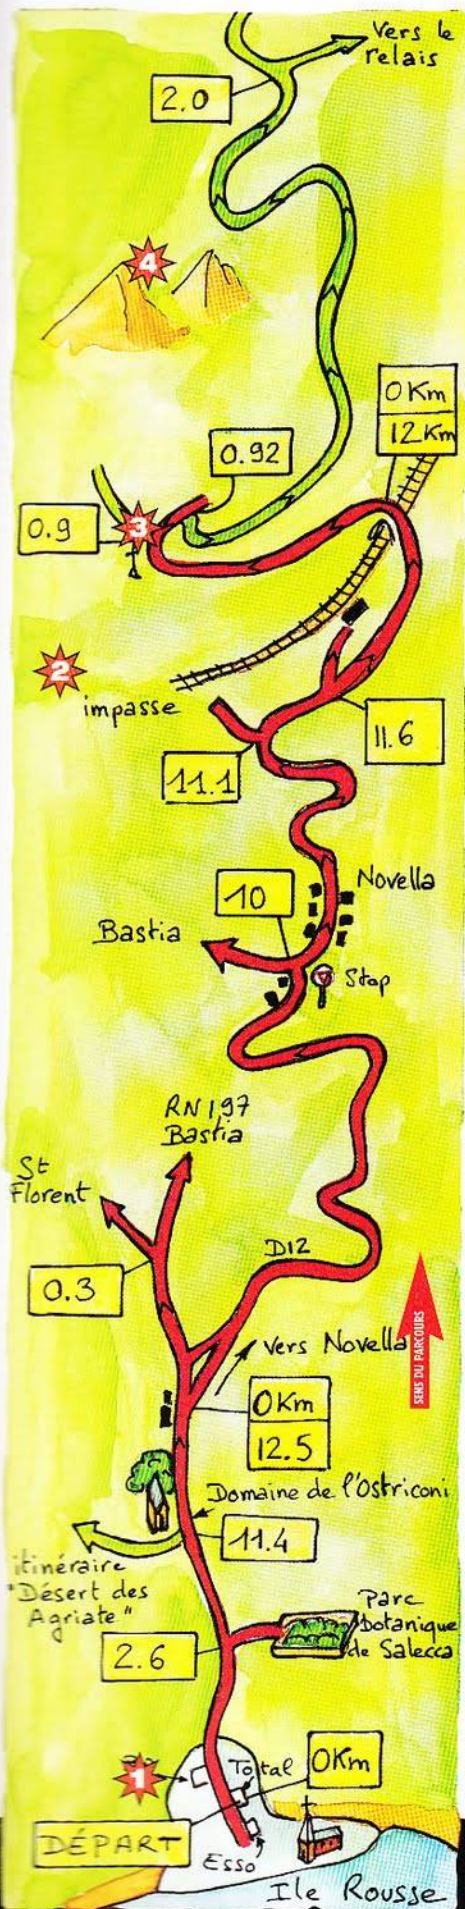 vers le
relais
2.0
4
0 Km
12 Km
0.92
0.9
3
2
impasse
11.6
11.1
Novella
10
Bastia
Stop
RN 197
Bastia
St
Florent
D12
0.3
SENS DU PARCOURS
vers Novella
0 Km
12.5
Domaine de l'Ostriconi
11.4
itinéraire
"Désert des
Agriate"
Parc
Botanique
de Salecca
2.6
1
Total
0 Km
DÉPART
Esso
Ile Rousse